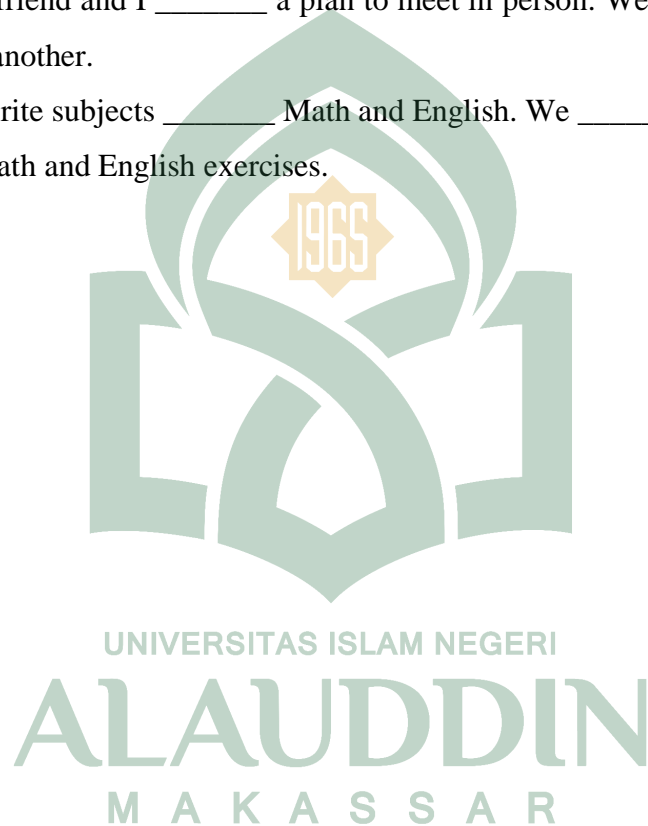 friend and I _______ a plan to meet in person. We
another.
rite subjects _______ Math and English. We _____
ath and English exercises.
1965
UNIVERSITAS ISLAM NEGERI
ALAUDDIN
MAKASSAR